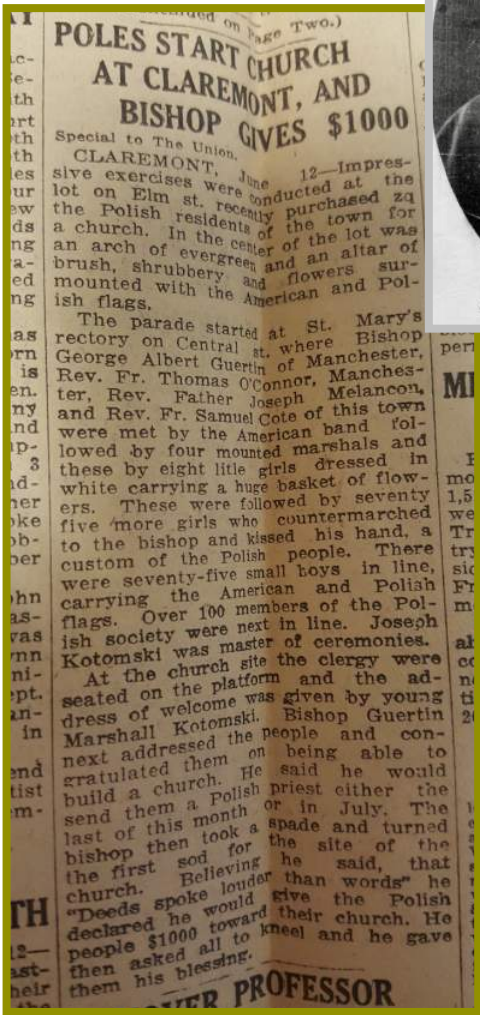 on Page Two.)
POLES START CHURCH
AT CLAREMONT, AND
BISHOP GIVES $1000
Special to The Union.
CLAREMONT, June 12—Impres-
sive exercises were conducted at the
lot on Elm st. recently purchased zq
the Polish residents of the town for
a church. In the center of the lot was
an arch of evergreen and an altar of
brush, shrubbery and flowers sur-
mounted with the American and Pol-
ish flags.
The parade started at St. Mary's
rectory on Central st. where Bishop
George Albert Guertin of Manchester,
Rev. Fr. Thomas O'Connor, Manches-
ter, Rev. Father Joseph Melancon,
and Rev. Fr. Samuel Cote of this town
were met by the American band fol-
lowed by four mounted marshals and
these by eight litle girls dressed in
white carrying a huge basket of flow-
ers. These were followed by seventy
five more girls who countermarched
to the bishop and kissed his hand, a
custom of the Polish people. There
were seventy-five small boys in line,
carrying the American and Polish
flags. Over 100 members of the Pol-
ish society were next in line. Joseph
Kotomski was master of ceremonies.
At the church site the clergy were
seated on the platform and the ad-
dress of welcome was given by young
Marshall Kotomski. Bishop Guertin
next addressed the people and con-
gratulated them on being able to
build a church. He said he would
send them a Polish priest either the
last of this month or in July. The
bishop then took a spade and turned
the first sod for the site of the
church. Believing he said, that
"Deeds spoke louder than words" he
declared he would give the Polish
people $1000 toward their church. He
then asked all to kneel and he gave
them his blessing.
OVER PROFESSOR